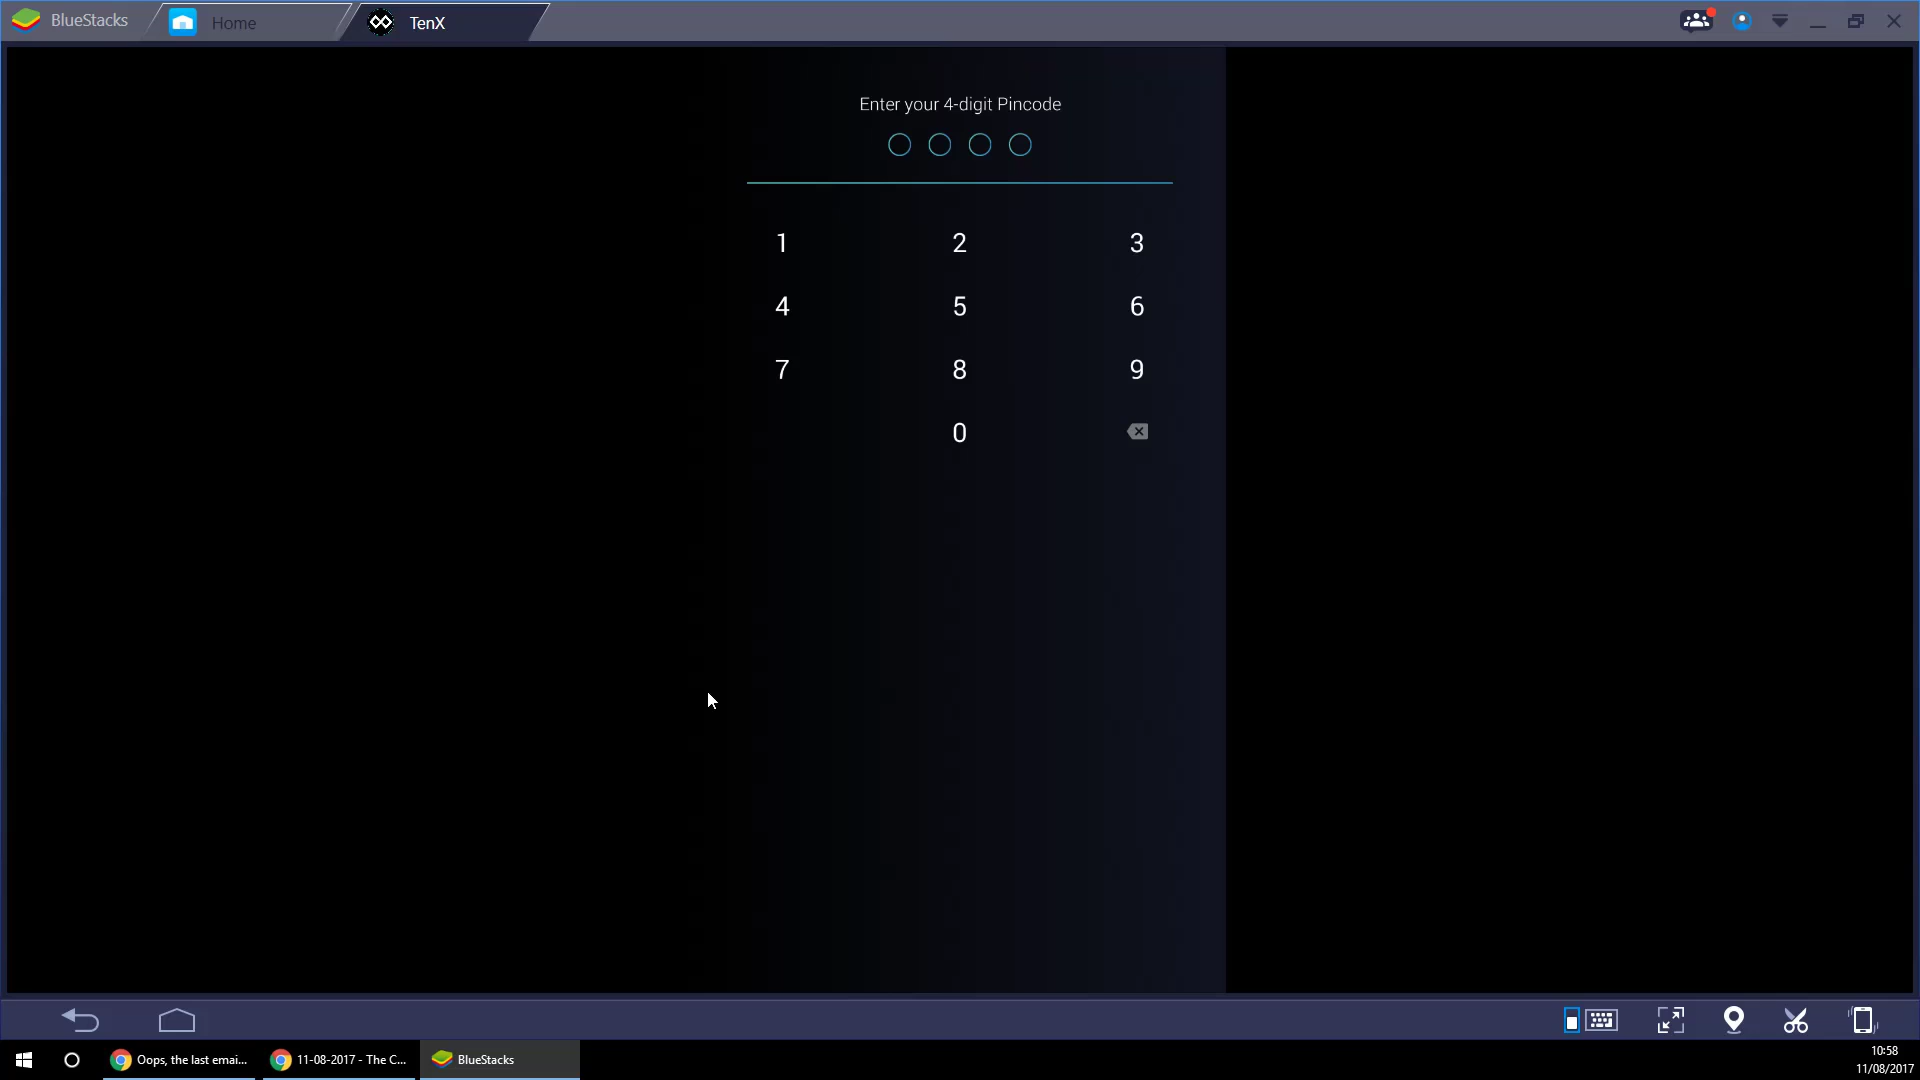 BlueStacks
Home
TenX
Enter your 4-digit Pincode
1 2 3
4 5 6
7 8 9
0
Oops, the last emai...
11-08-2017 - The C...
BlueStacks
10:58
11/08/2017